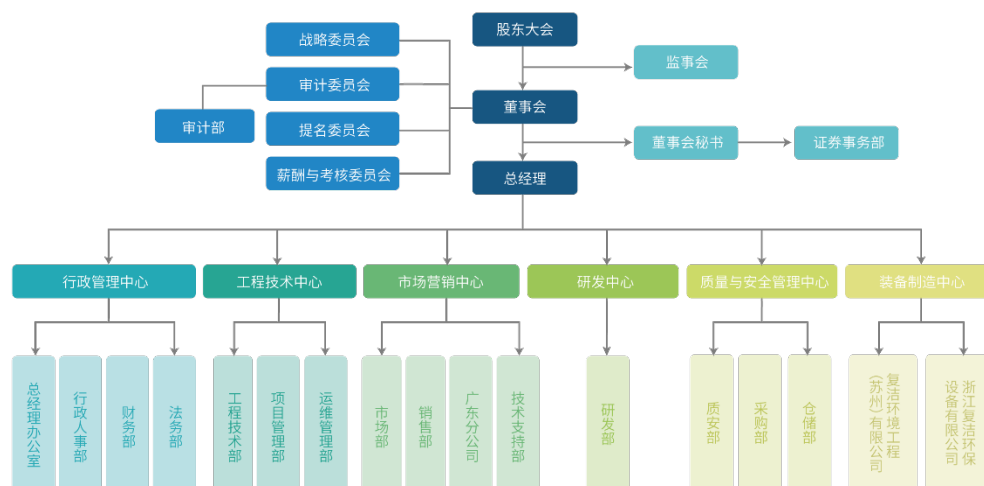 股东大会
战略委员会
监事会
审计委员会
董事会
审计部
提名委员会
董事会秘书
证券事务部
薪酬与考核委员会
总经理
行政管理中心
工程技术中心
市场营销中心
研发中心
质量与安全管理中心
装备制造中心
总经理办公室
行政人事部
财务部
法务部
工程技术部
项目管理部
运维管理部
市场部
销售部
广东分公司
技术支持部
研发部
质安部
采购部
仓储部
复洁环境工程
（苏州）有限公司
浙江复洁环保
设备有限公司